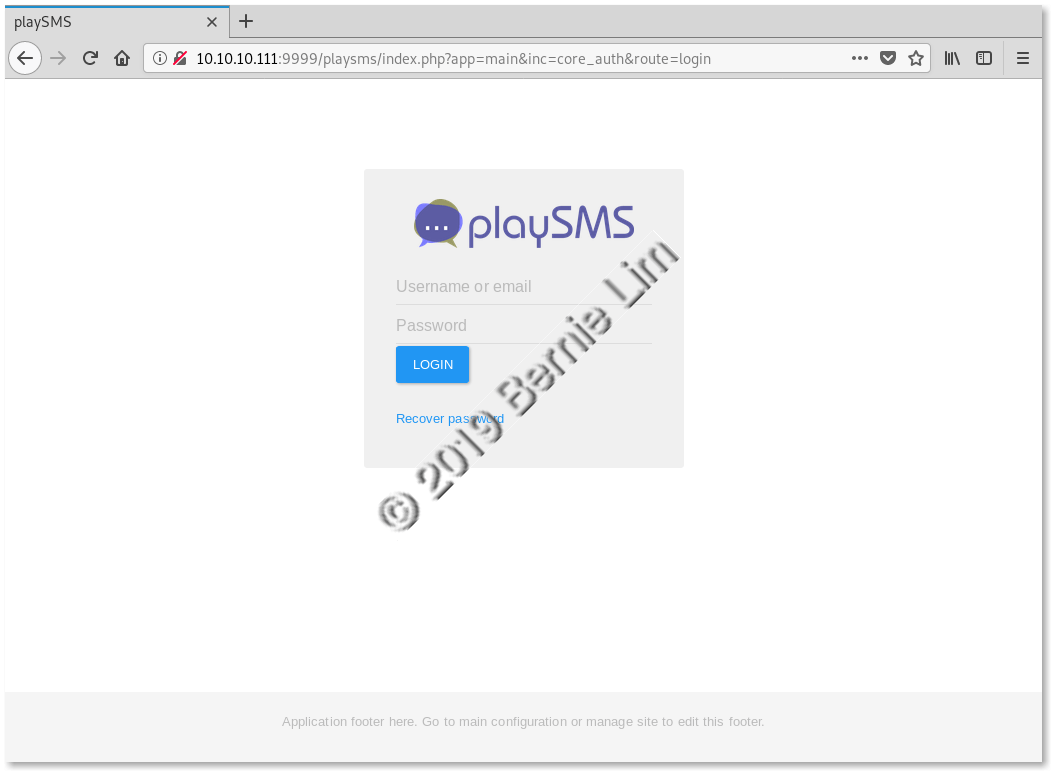 playSMS
10.10.10.111:9999/playsms/index.php?app=main&inc=core_auth&route=login
... playSMS
Username or email
Password
LOGIN
Recover password
© 2019 Bernie Lim
Application footer here. Go to main configuration or manage site to edit this footer.